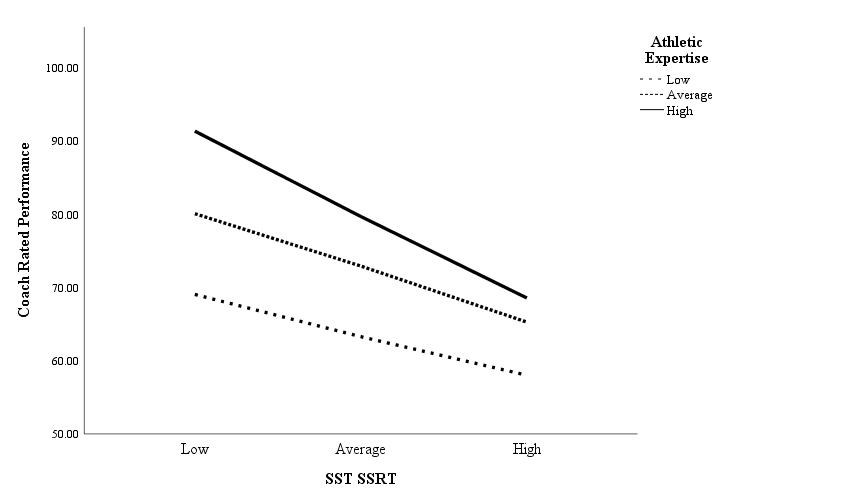 Athletic
Expertise
Low
Average
High
100.00
90.00
80.00
70.00
60.00
50.00
Coach Rated Performance
Low
Average
High
SST SSRT